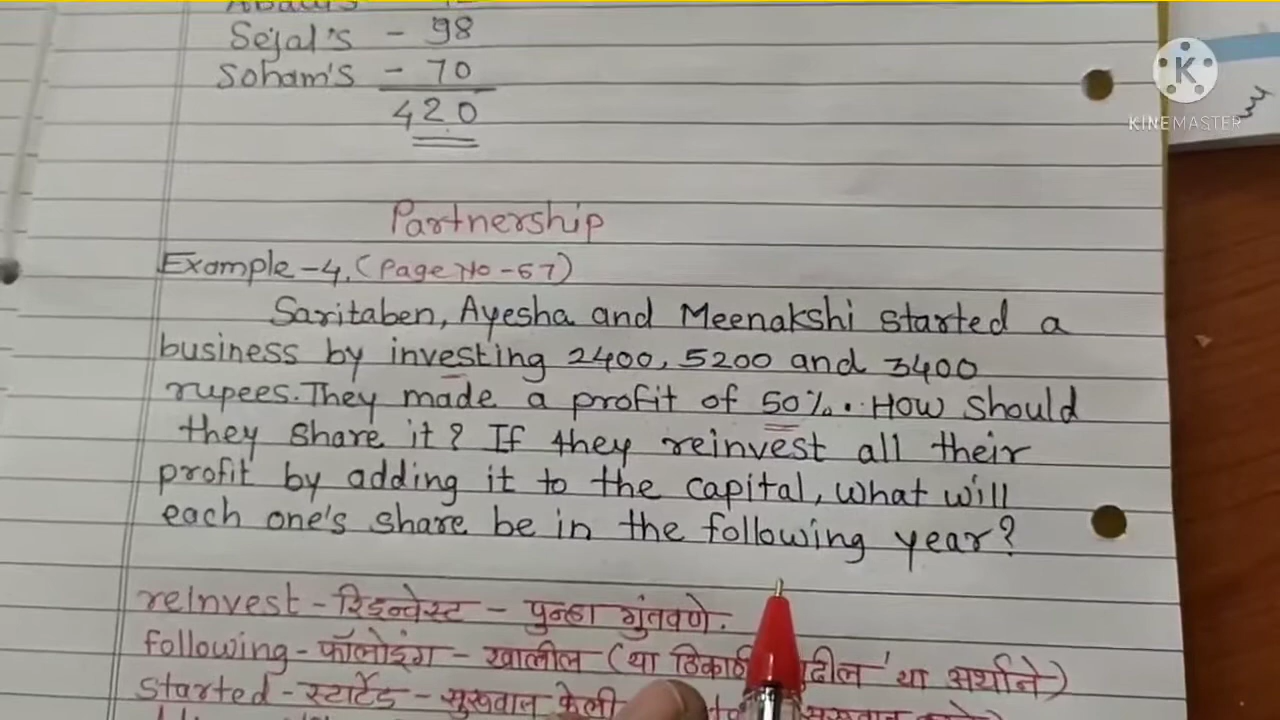 Sejal's - 98
Soham's - 70
420
KINEMASTER
Partnership
Example-4. (Page No-67)
Saritaben, Ayesha and Meenakshi started a
business by investing 2400, 5200 and 3400
rupees. They made a profit of 50%. How should
they share it? If they reinvest all their
profit by adding it to the capital, what will
each one's share be in the following year?
reinvest - रिइन्वेस्ट - पुन्हा गुंतवणे.
following - फॉलोइंग - खालील (या पुढील' या अर्थाने)
started - स्टार्टेड - सुरुवात केली